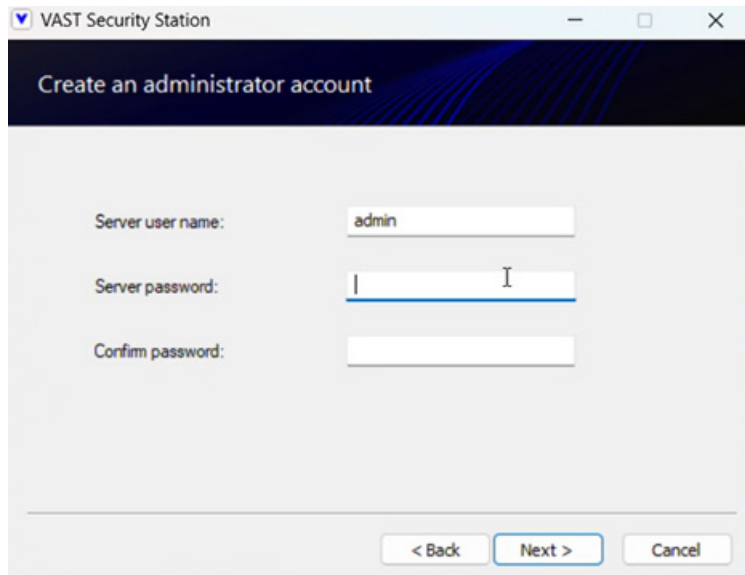 VAST Security Station
Create an administrator account
Server user name: admin
Server password:
Confirm password:
< Back Next > Cancel